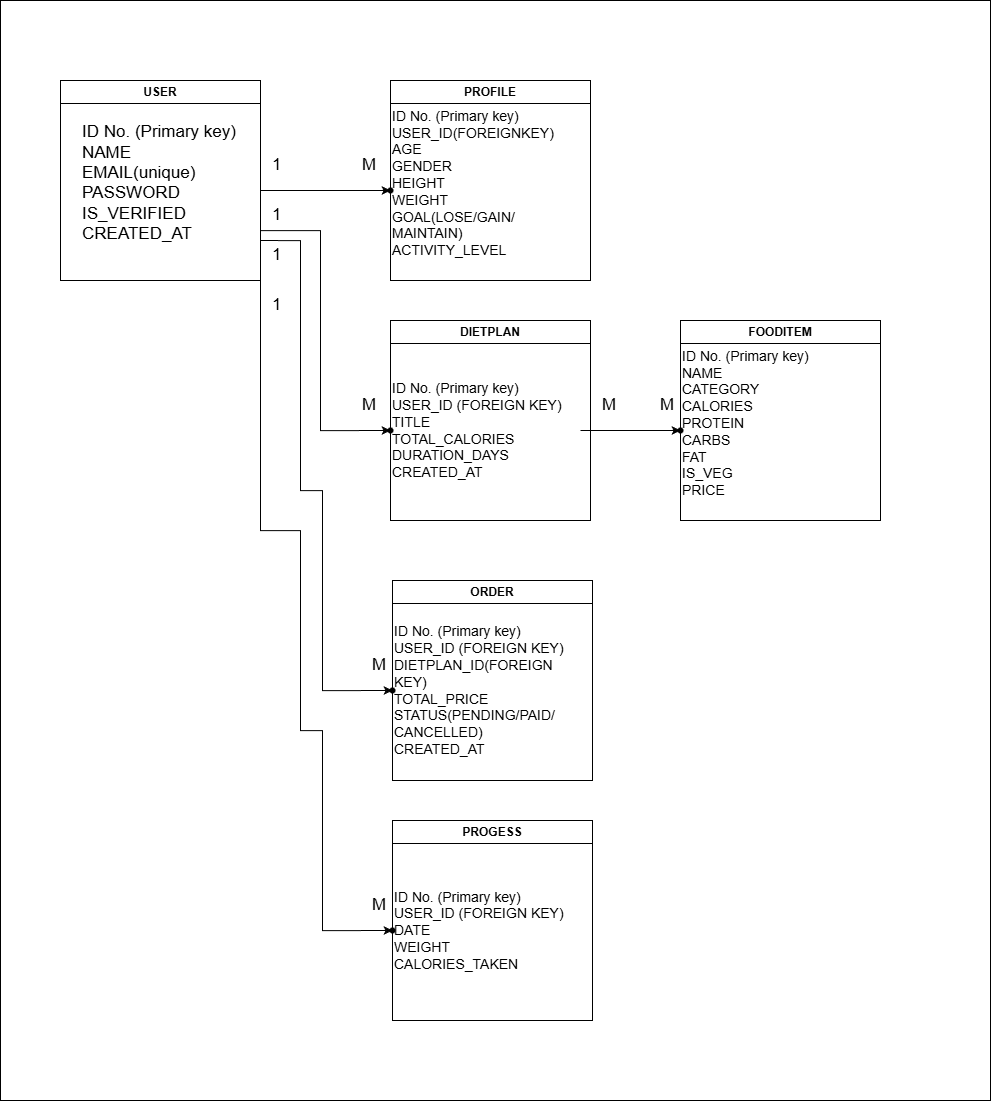 USER
ID No. (Primary key)
NAME
EMAIL(unique)
PASSWORD
IS_VERIFIED
CREATED_AT
1
M
1
1
1
PROFILE
ID No. (Primary key)
USER_ID(FOREIGNKEY)
AGE
GENDER
HEIGHT
WEIGHT
GOAL(LOSE/GAIN/
MAINTAIN)
ACTIVITY_LEVEL
M
DIETPLAN
ID No. (Primary key)
USER_ID (FOREIGN KEY)
TITLE
TOTAL_CALORIES
DURATION_DAYS
CREATED_AT
M
M
FOODITEM
ID No. (Primary key)
NAME
CATEGORY
CALORIES
PROTEIN
CARBS
FAT
IS_VEG
PRICE
M
ORDER
ID No. (Primary key)
USER_ID (FOREIGN KEY)
DIETPLAN_ID(FOREIGN
KEY)
TOTAL_PRICE
STATUS(PENDING/PAID/
CANCELLED)
CREATED_AT
M
PROGESS
ID No. (Primary key)
USER_ID (FOREIGN KEY)
DATE
WEIGHT
CALORIES_TAKEN